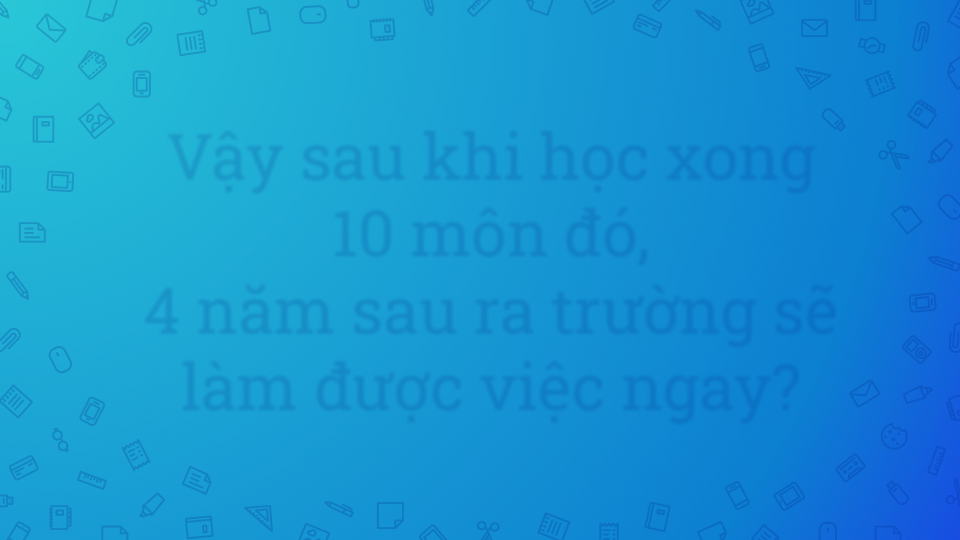 Vậy sau khi học xong
10 môn đó,
4 năm sau ra trường sẽ
làm được việc ngay?